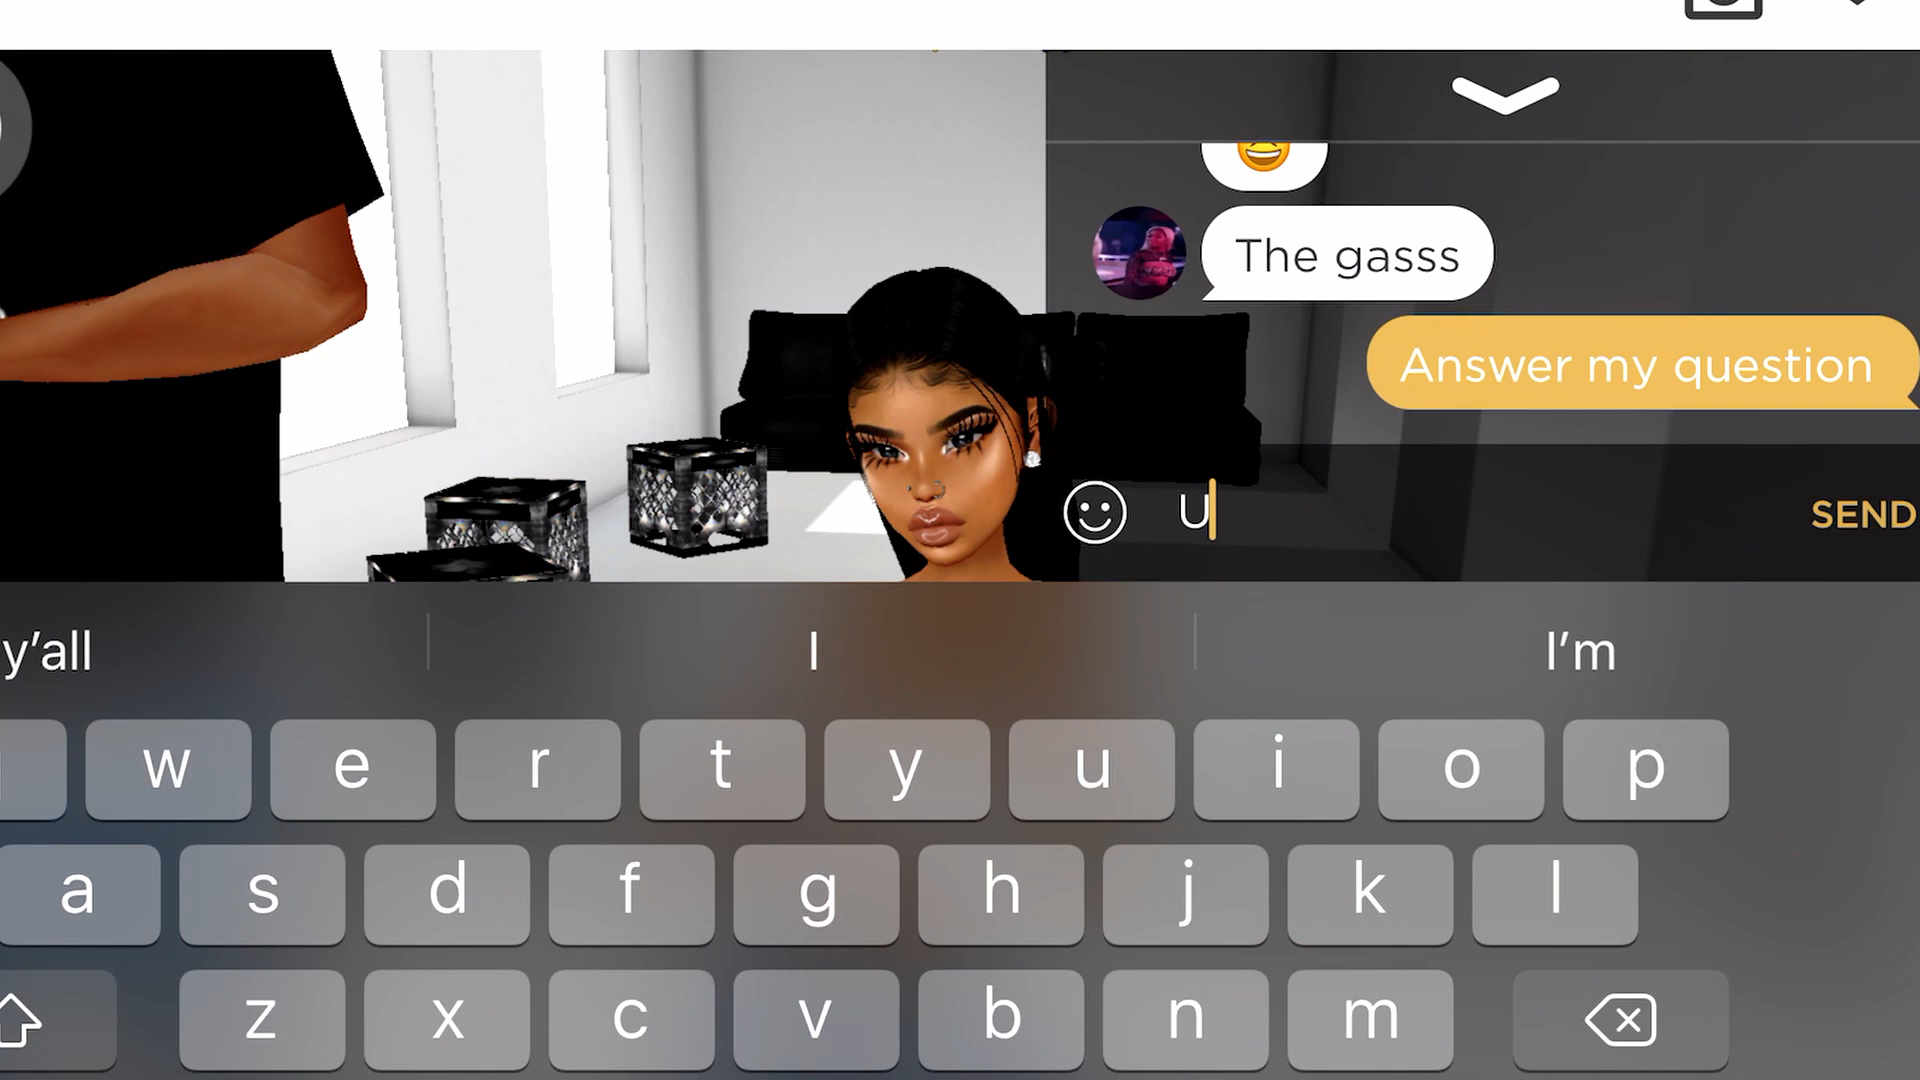 The gasss
Answer my question
U
SEND
y’all
I
I’m
w e r t y u i o p
a s d f g h j k l
z x c v b n m